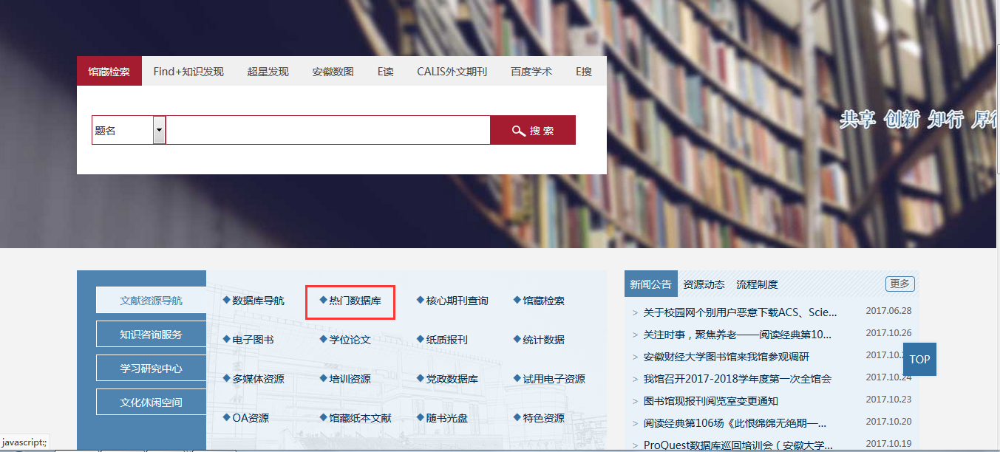 馆藏检索 Find+知识发现 超星发现 安徽数图 E读 CALIS外文期刊 百度学术 E搜
题名 搜 索
共享 创新 知行 厚
文献资源导航
知识咨询服务
学习研究中心
文化休闲空间
数据库导航 热门数据库 核心期刊查询 馆藏检索
电子图书 学位论文 纸质报刊 统计数据
多媒体资源 培训资源 党政数据库 试用电子资源
OA资源 馆藏纸本文献 随书光盘 特色资源
新闻公告 资源动态 流程制度 更多
> 关于校园网个别用户恶意下载ACS、Scie... 2017.06.28
> 关注时事，聚焦养老——阅读经典第10... 2017.10.26
> 安徽财经大学图书馆来我馆参观调研 2017.10.2
TOP
> 我馆召开2017-2018学年度第一次全馆会 2017.10.24
> 图书馆现报刊阅览室变更通知 2017.10.23
> 阅读经典第106场《此恨绵绵无绝期—... 2017.10.20
> ProQuest数据库巡回培训会（安徽大学... 2017.10.19
javascript:;